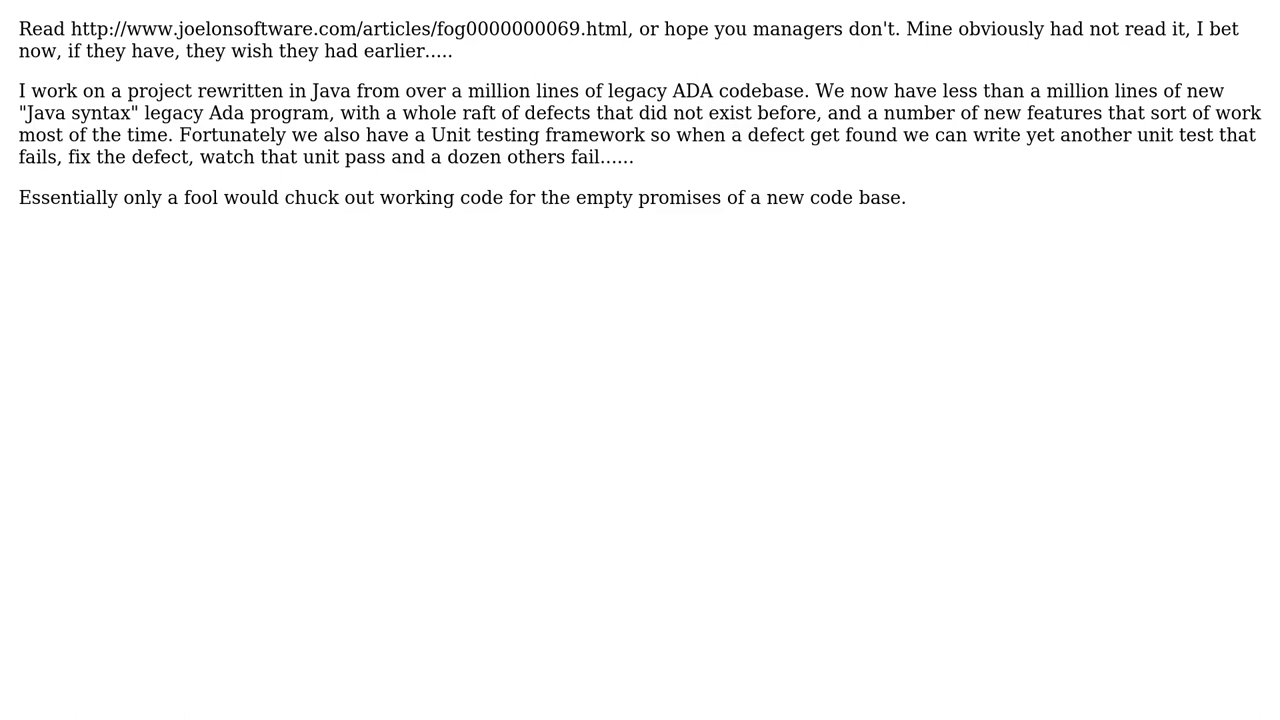 Read http://www.joelonsoftware.com/articles/fog0000000069.html, or hope you managers don't. Mine obviously had not read it, I bet
now, if they have, they wish they had earlier.....
I work on a project rewritten in Java from over a million lines of legacy ADA codebase. We now have less than a million lines of new
"Java syntax" legacy Ada program, with a whole raft of defects that did not exist before, and a number of new features that sort of work
most of the time. Fortunately we also have a Unit testing framework so when a defect get found we can write yet another unit test that
fails, fix the defect, watch that unit pass and a dozen others fail......
Essentially only a fool would chuck out working code for the empty promises of a new code base.